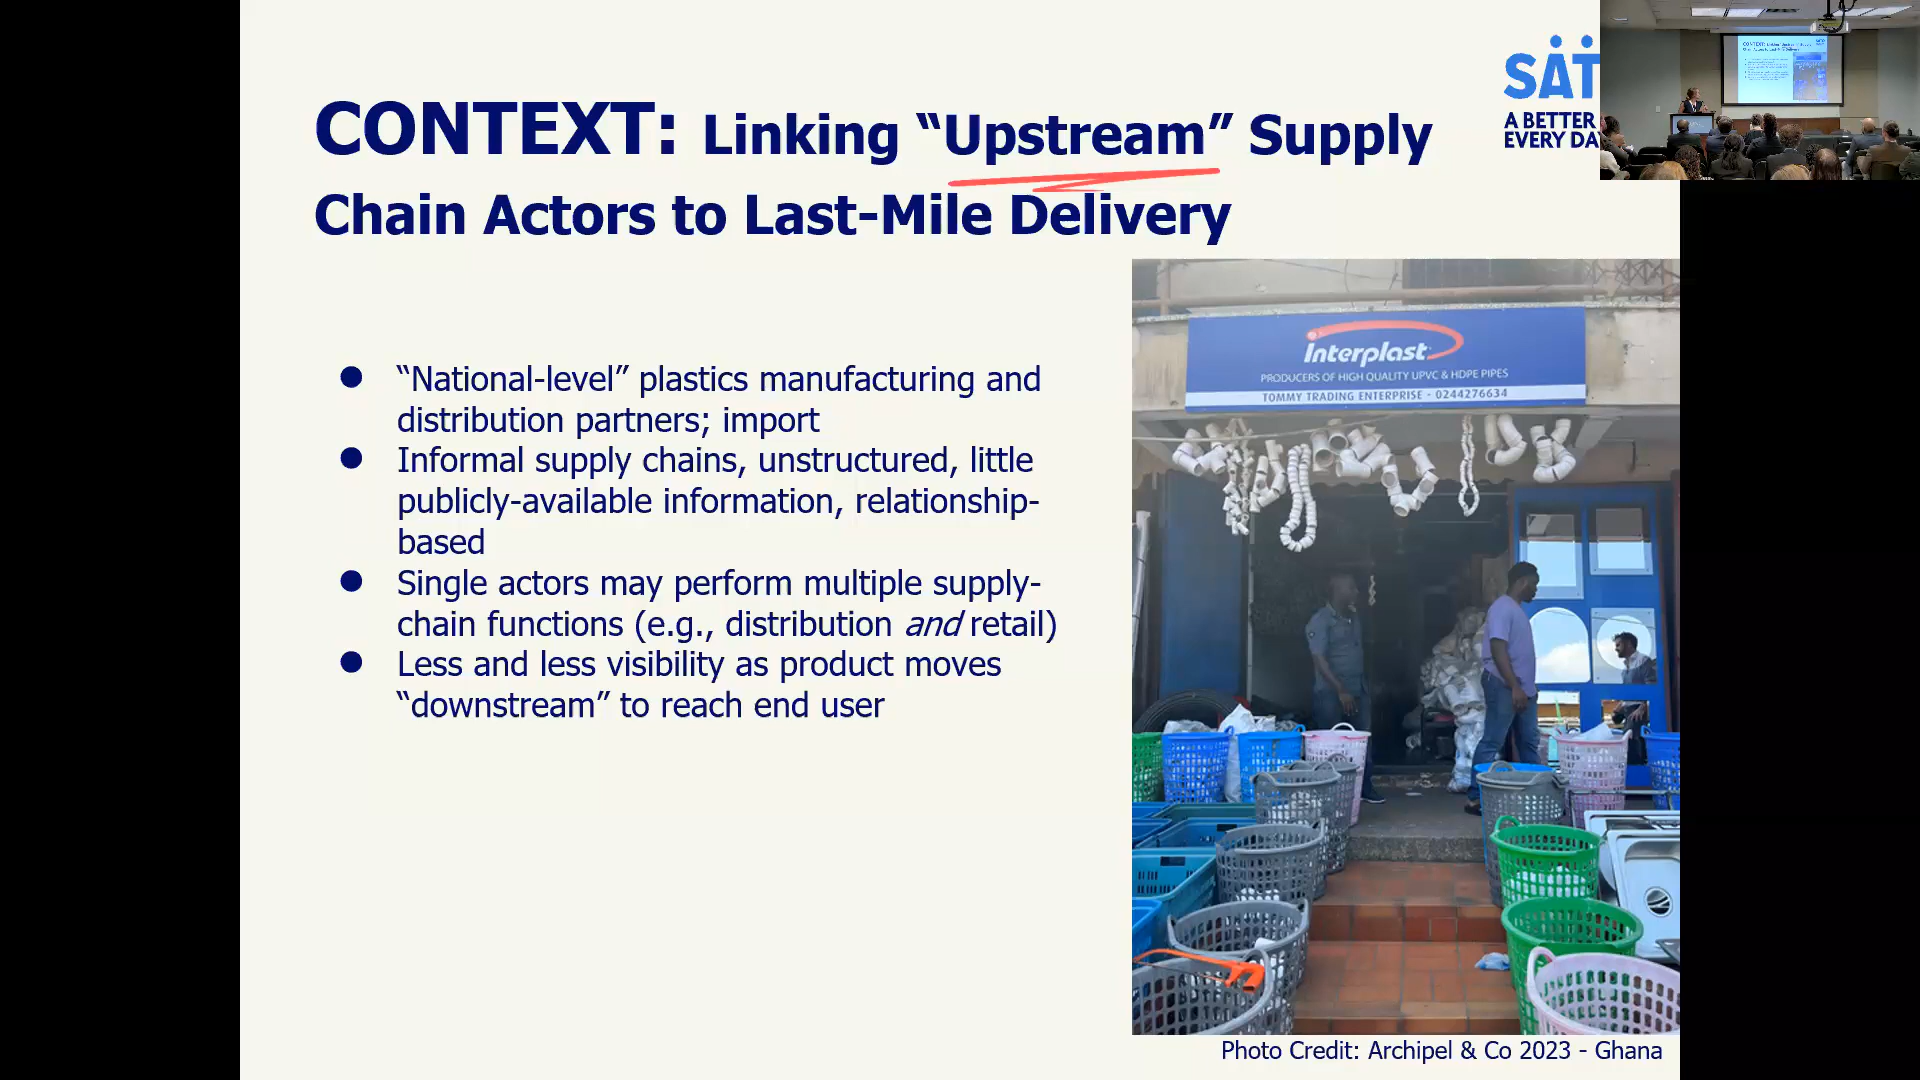 CONTEXT: Linking “Upstream” Supply
Chain Actors to Last-Mile Delivery
SAT
A BETTER
EVERY DA
● “National-level” plastics manufacturing and
distribution partners; import
● Informal supply chains, unstructured, little
publicly-available information, relationship-
based
● Single actors may perform multiple supply-
chain functions (e.g., distribution and retail)
● Less and less visibility as product moves
“downstream” to reach end user
Interplast
PRODUCERS OF HIGH QUALITY UPVC & HDPE PIPES
TOMMY TRADING ENTERPRISE - 0244276634
Photo Credit: Archipel & Co 2023 - Ghana